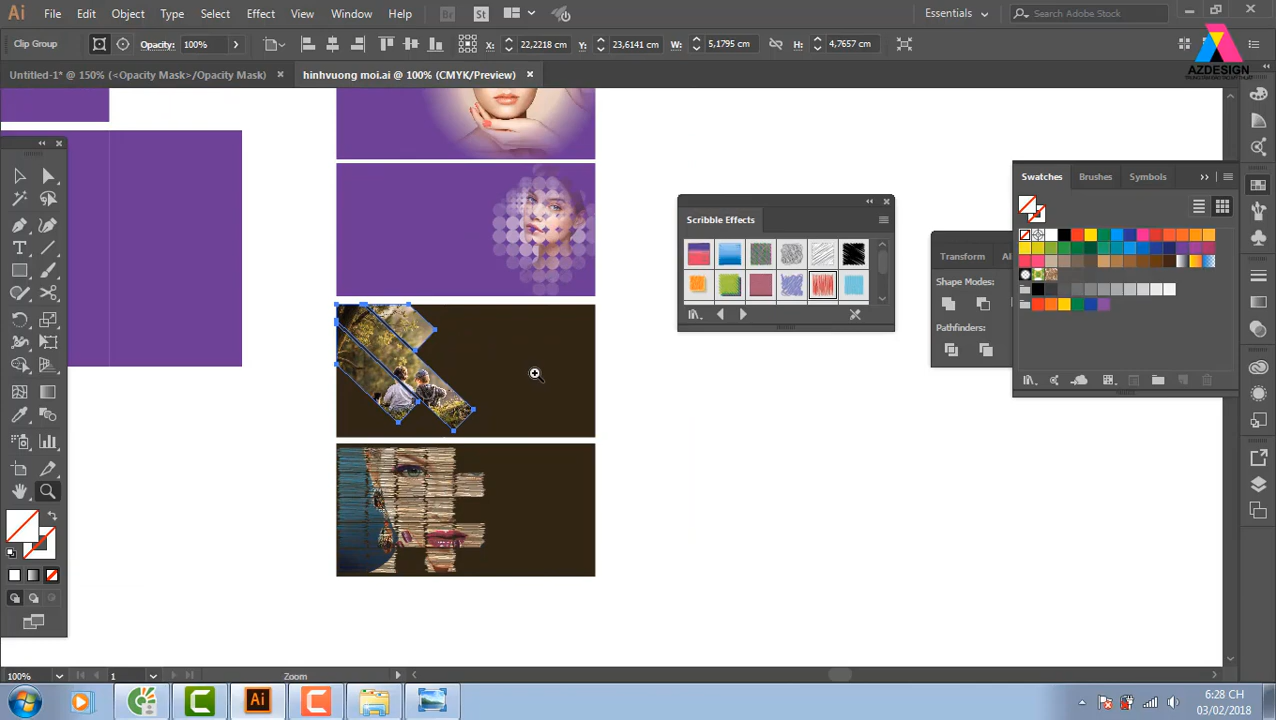 Ai File Edit Object Type Select Effect View Window Help Br St Essentials Search Adobe Stock
Clip Group Opacity: 100% X: 22,2218 cm Y: 23,6141 cm W: 5,1795 cm H: 4,7657 cm
AZDESIGN
Untitled-1* @ 150% (<Opacity Mask>/Opacity Mask) hinhvuong moi.ai @ 100% (CMYK/Preview)
Swatches Brushes Symbols
Scribble Effects
Transform
Shape Modes:
Pathfinders:
100% 1 Zoom
Ai
6:28 CH
03/02/2018